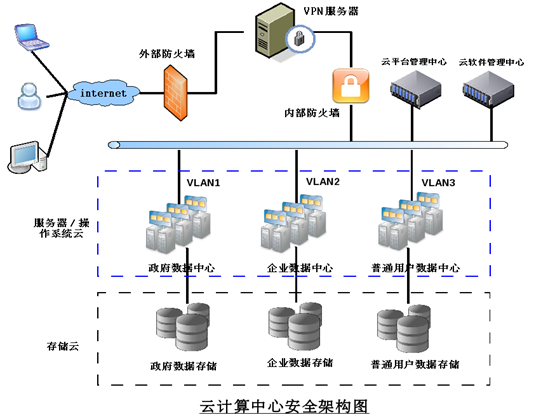 VPN服务器
外部防火墙
internet
内部防火墙
云平台管理中心
云软件管理中心
VLAN1
VLAN2
VLAN3
服务器/操
作系统云
政府数据中心
企业数据中心
普通用户数据中心
存储云
政府数据存储
企业数据存储
普通用户数据存储
云计算中心安全架构图